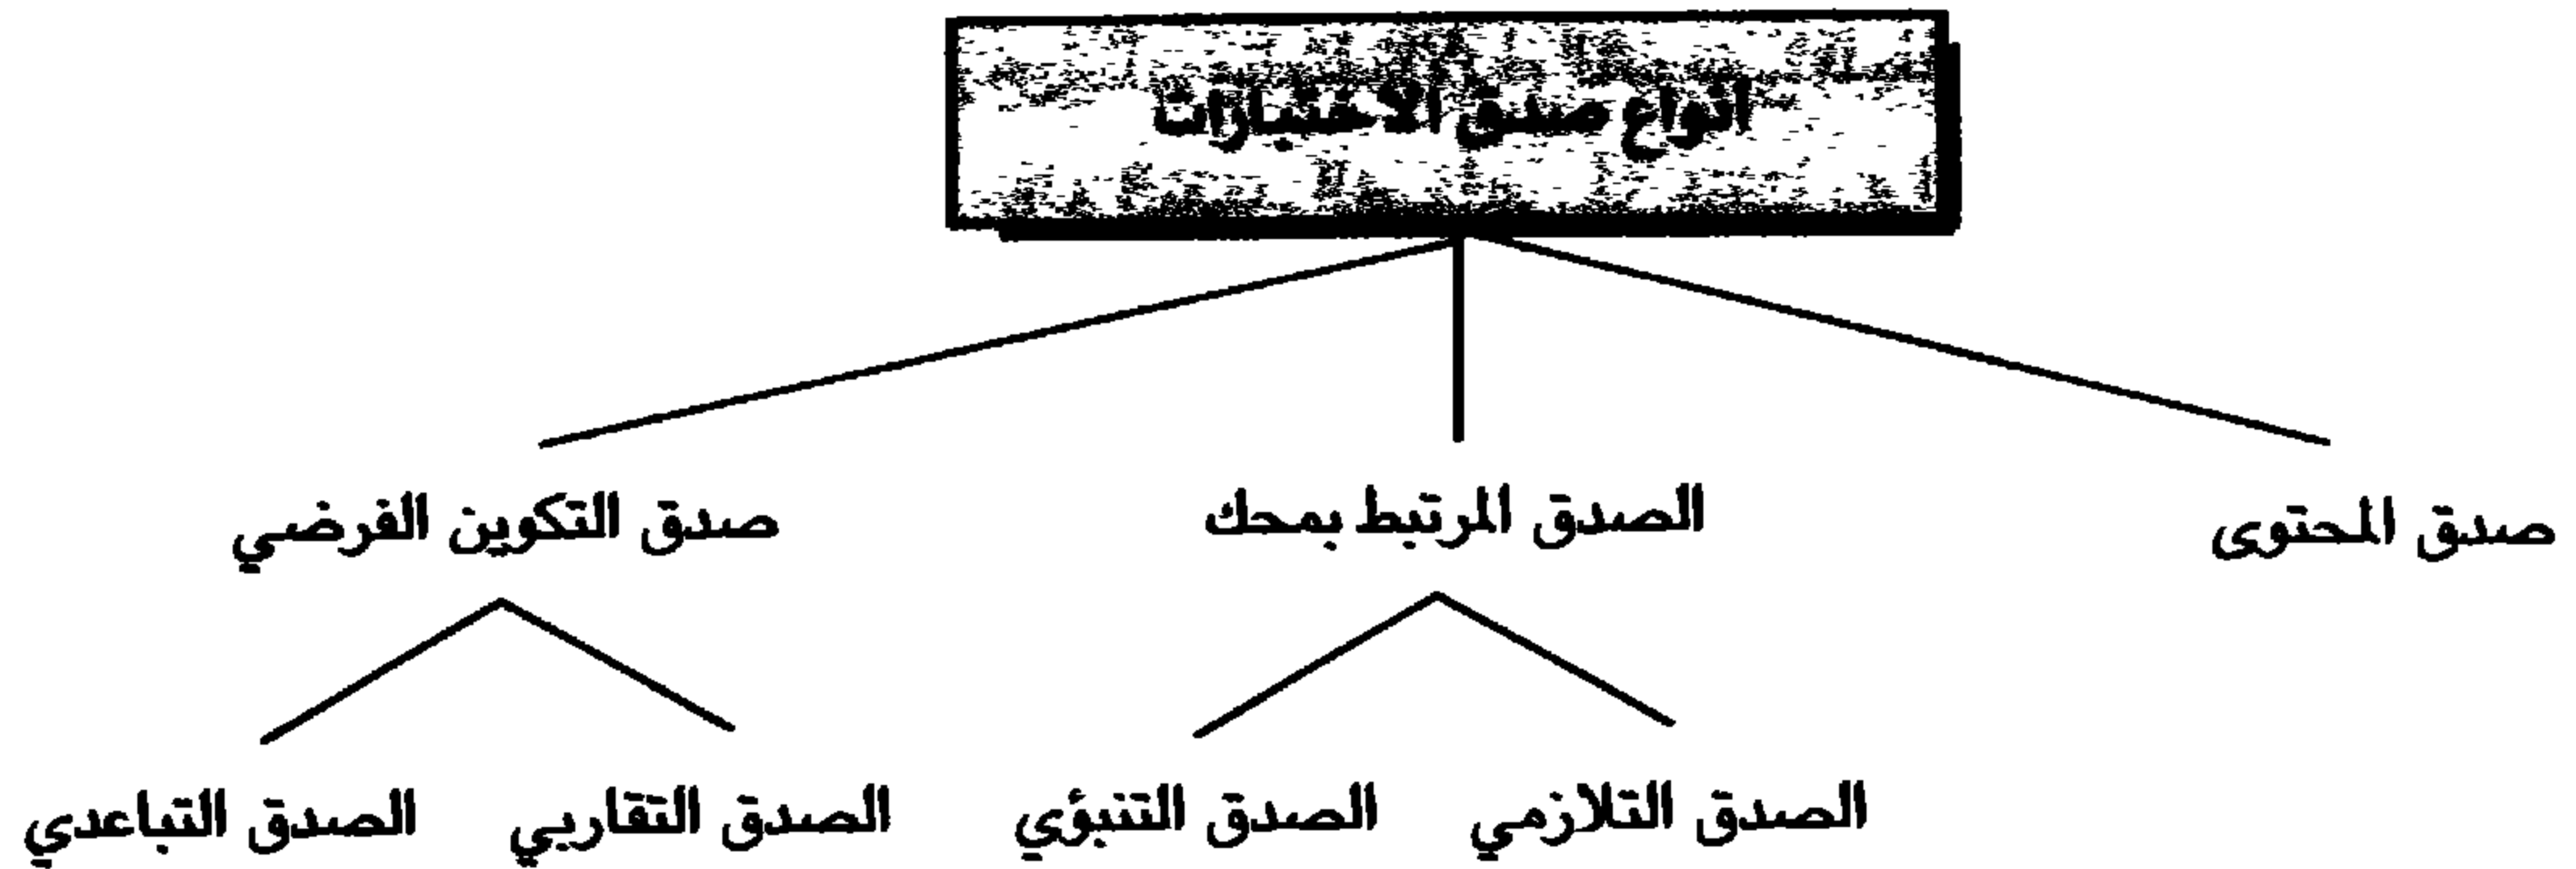 أنواع صدق الاختبارات
صدق المحتوى
الصدق المرتبط بمحك
صدق التكوين الفرضي
الصدق التلازمي
الصدق التنبؤي
الصدق التقاربي
الصدق التباعدي